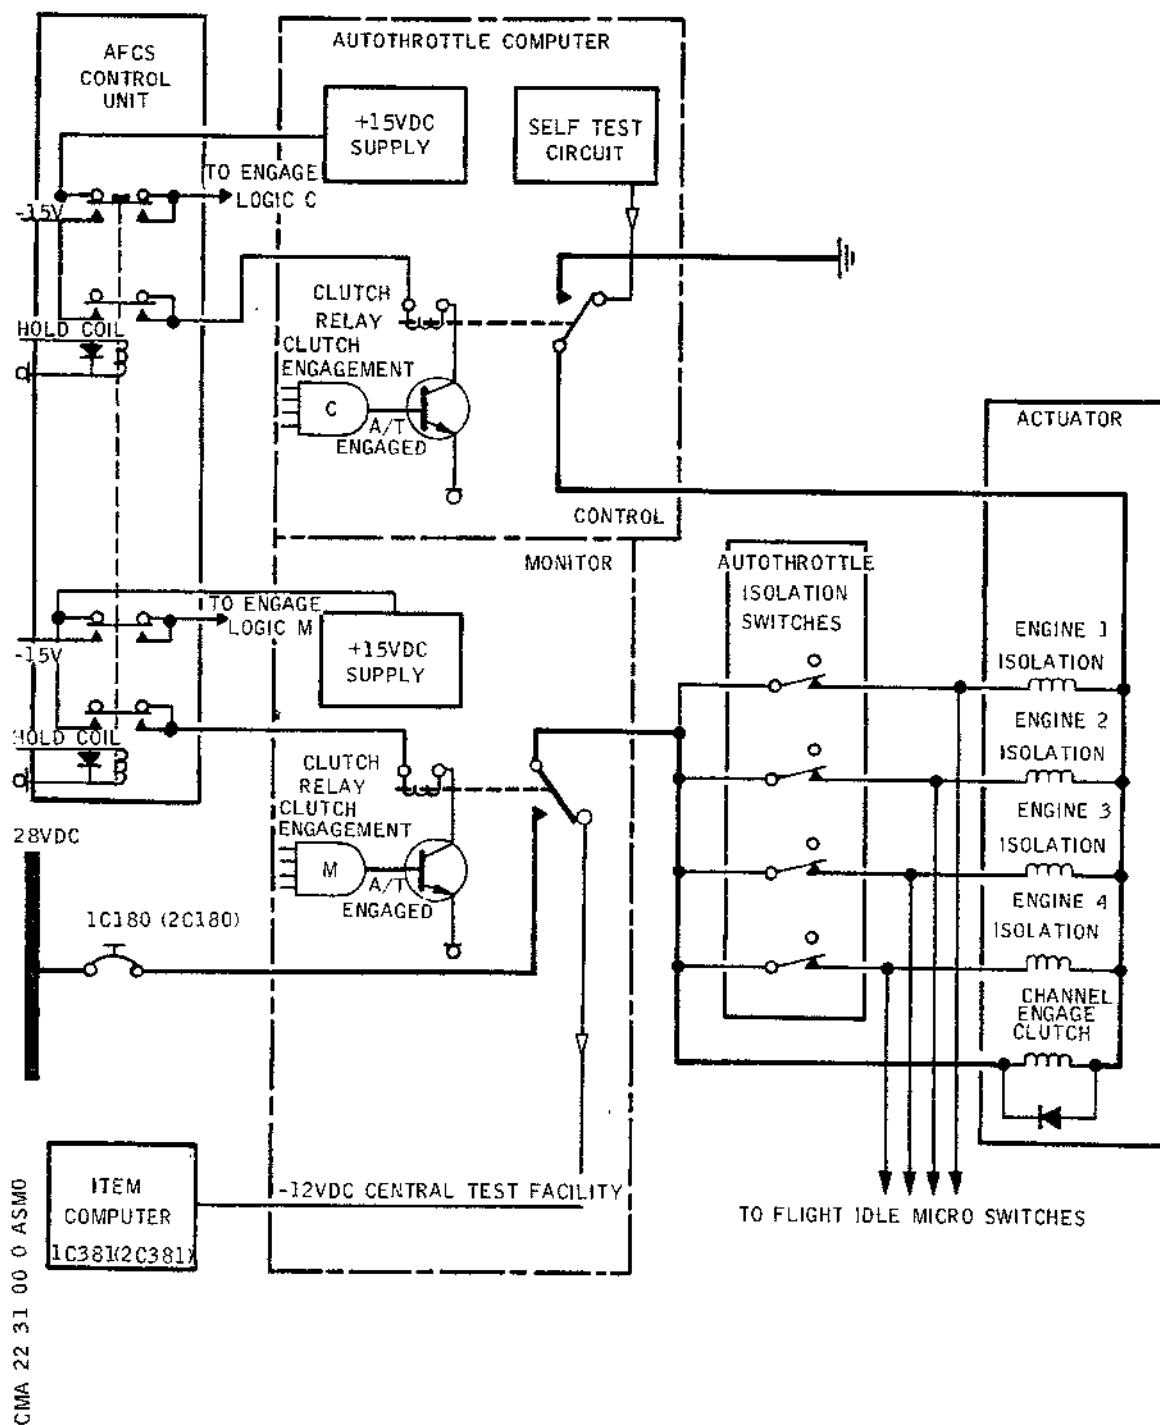 AFCS
CONTROL
UNIT
AUTOTHROTTLE COMPUTER
+15VDC
SUPPLY
SELF TEST
CIRCUIT
TO ENGAGE
LOGIC C
-15V
HOLD COIL
CLUTCH
RELAY
CLUTCH
ENGAGEMENT
C
A/T
ENGAGED
CONTROL
ACTUATOR
MONITOR
AUTOTHROTTLE
ISOLATION
SWITCHES
TO ENGAGE
LOGIC M
-15V
+15VDC
SUPPLY
HOLD COIL
CLUTCH
RELAY
CLUTCH
ENGAGEMENT
M
A/T
ENGAGED
ENGINE 1
ISOLATION
ENGINE 2
ISOLATION
ENGINE 3
ISOLATION
ENGINE 4
ISOLATION
CHANNEL
ENGAGE
CLUTCH
28VDC
1C180 (2C180)
ITEM
COMPUTER
1C381(2C381)
-12VDC CENTRAL TEST FACILITY
TO FLIGHT IDLE MICRO SWITCHES
CMA 22 31 00 0 ASM0